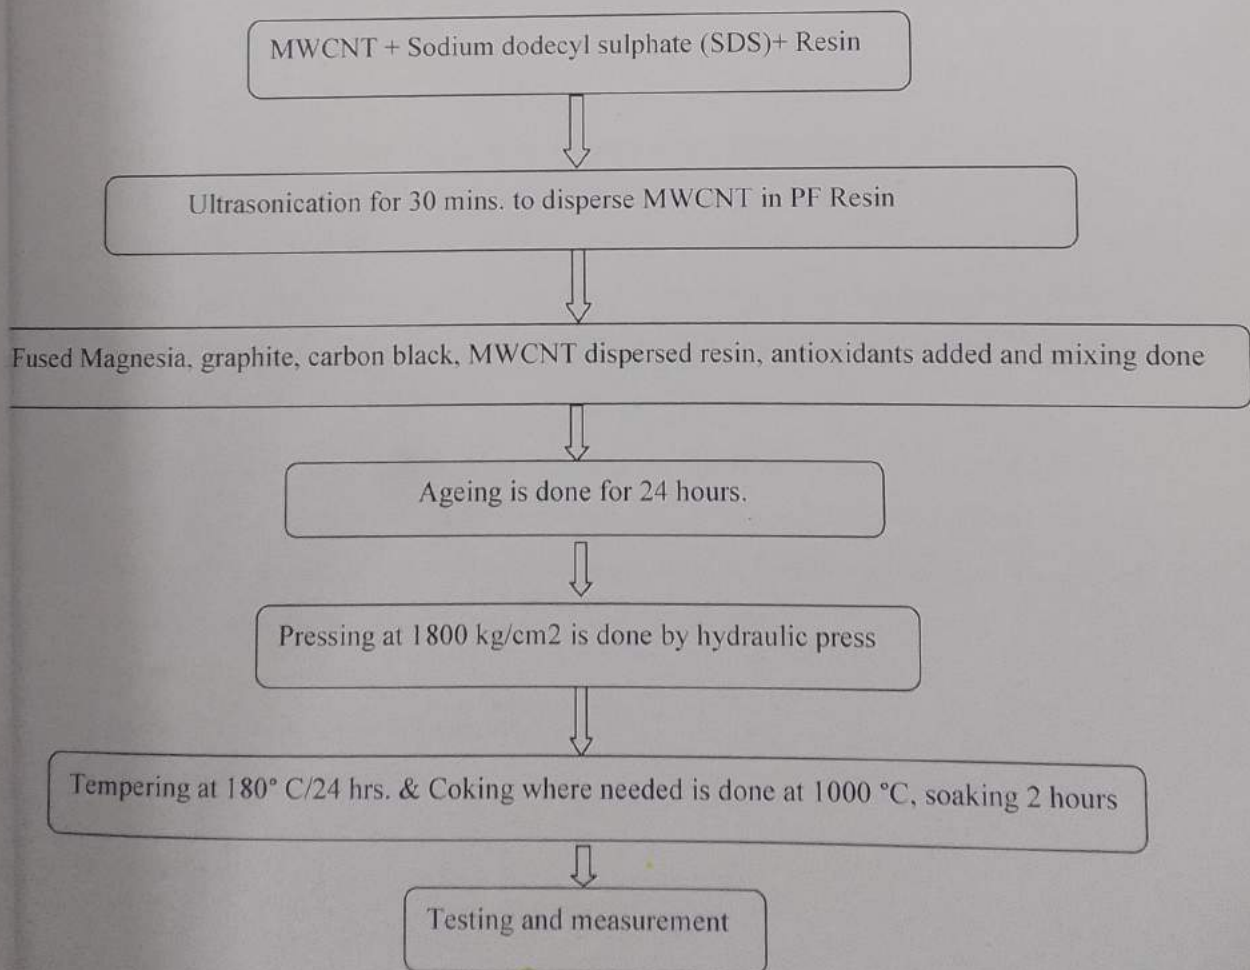 MWCNT + Sodium dodecyl sulphate (SDS)+ Resin
Ultrasonication for 30 mins. to disperse MWCNT in PF Resin
Fused Magnesia, graphite, carbon black, MWCNT dispersed resin, antioxidants added and mixing done
Ageing is done for 24 hours.
Pressing at 1800 kg/cm2 is done by hydraulic press
Tempering at 180° C/24 hrs. & Coking where needed is done at 1000 °C, soaking 2 hours
Testing and measurement